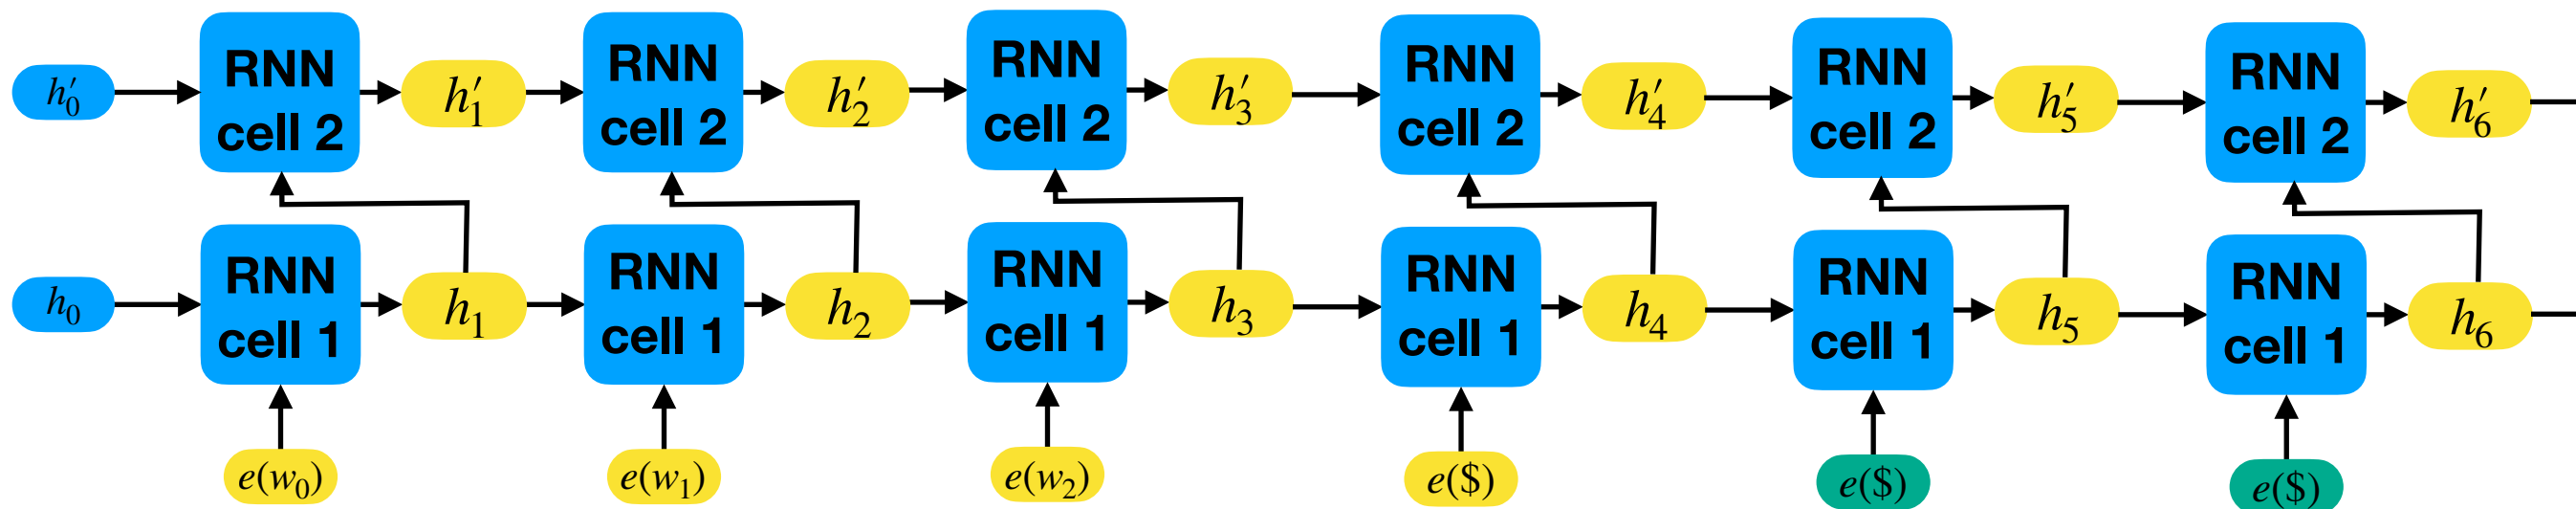 h′₀
RNN
cell 2
h′₁
RNN
cell 2
h′₂
RNN
cell 2
h′₃
RNN
cell 2
h′₄
RNN
cell 2
h′₅
RNN
cell 2
h′₆
h₀
RNN
cell 1
h₁
RNN
cell 1
h₂
RNN
cell 1
h₃
RNN
cell 1
h₄
RNN
cell 1
h₅
RNN
cell 1
h₆
e(w₀)
e(w₁)
e(w₂)
e($)
e($)
e($)